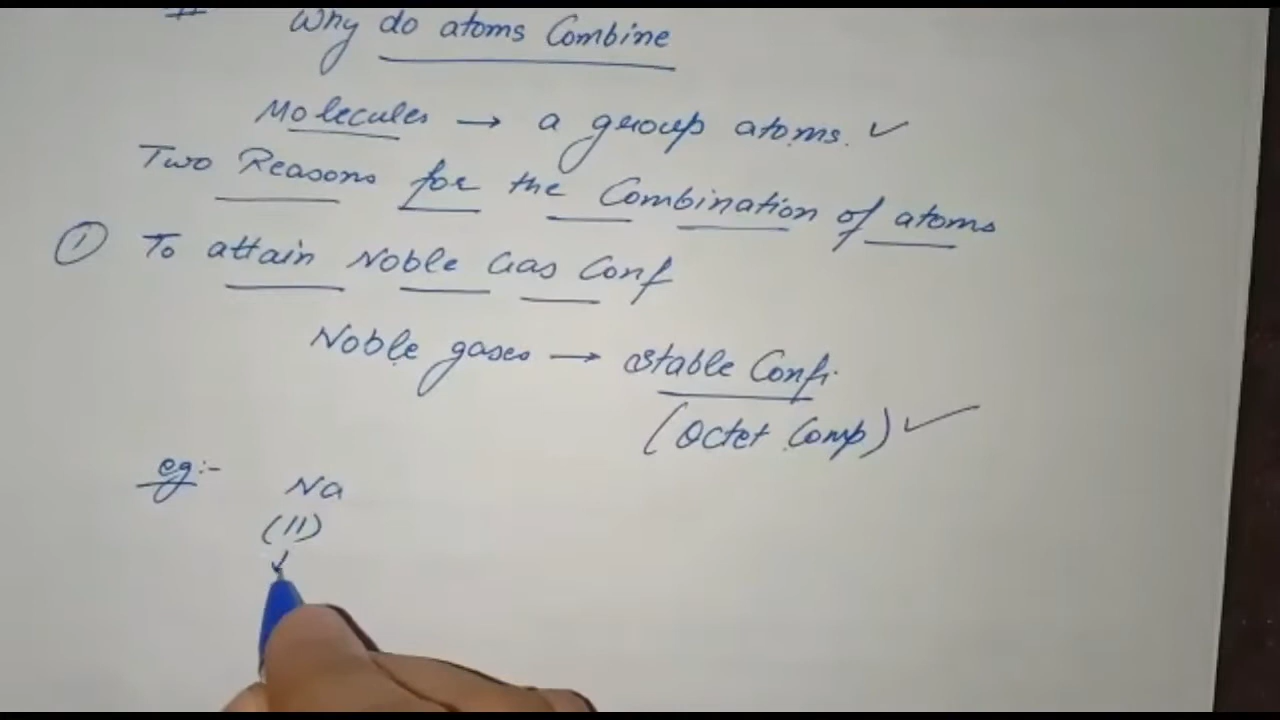 Why do atoms Combine
Molecules → a group atoms. ✓
Two Reasons for the Combination of atoms
① To attain Noble Gas Conf
Noble gases → Stable Confi.
(Octet Comp) ✓
eg:- Na
(11)